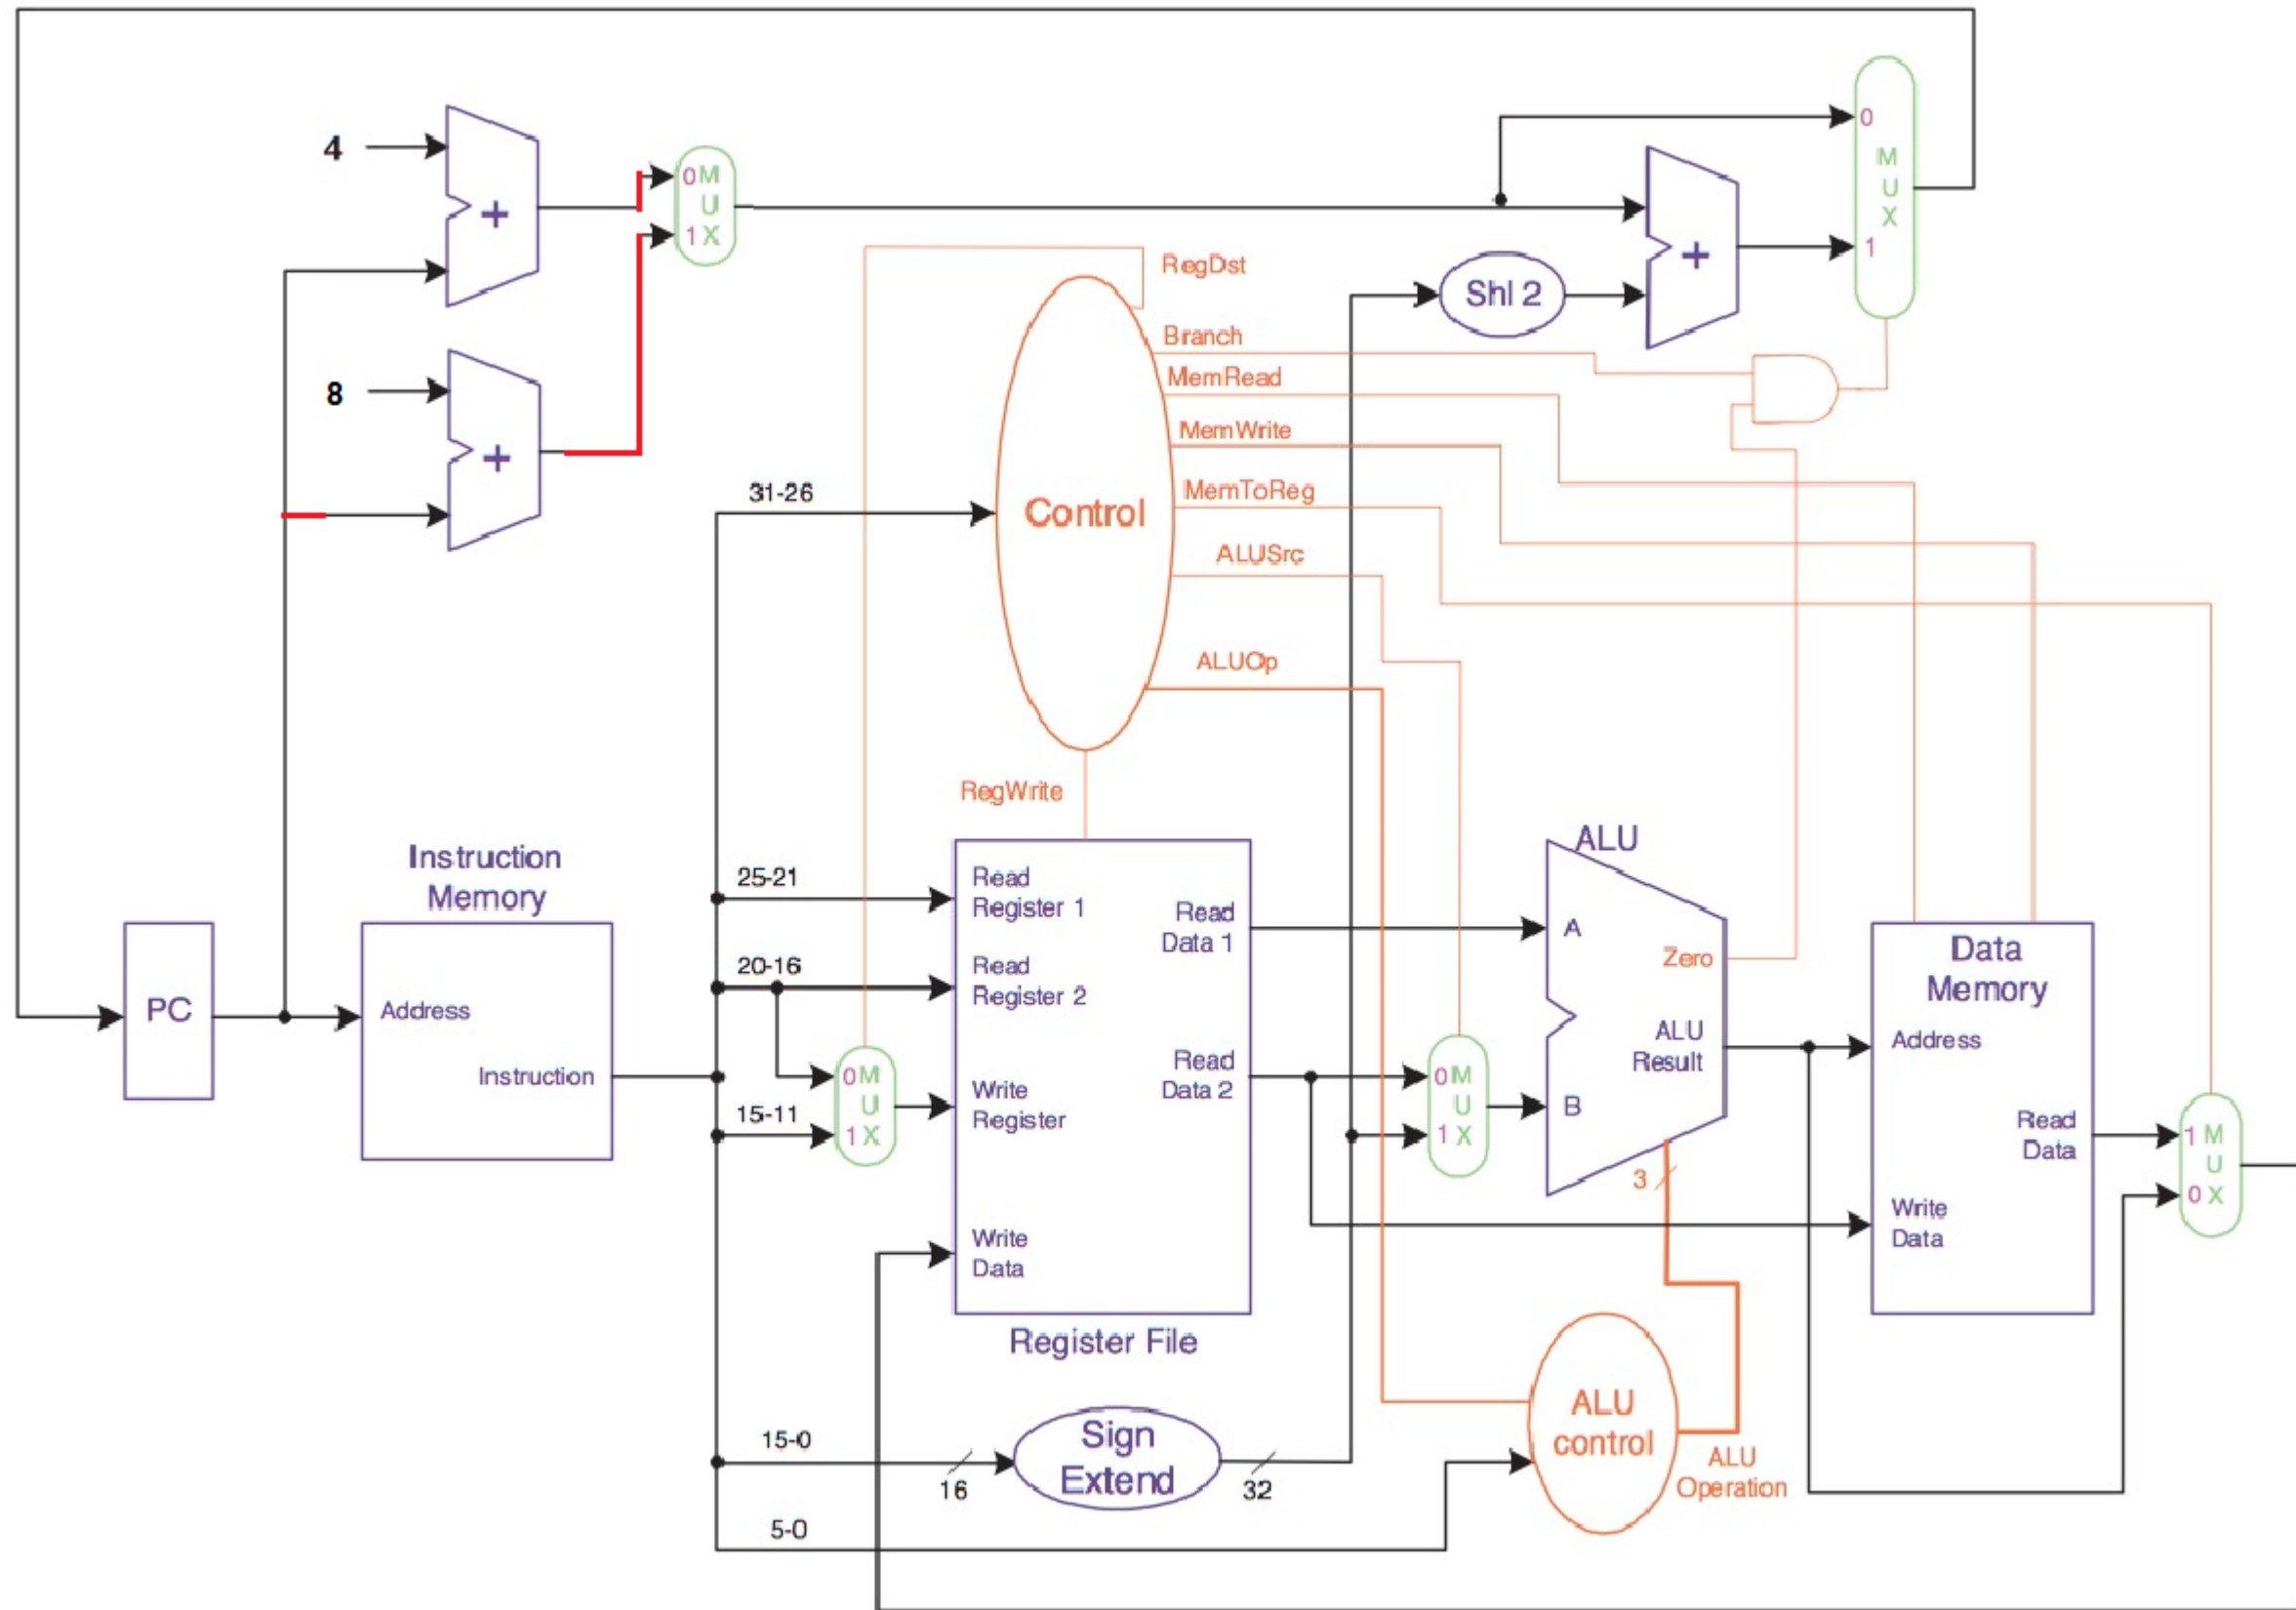 4
+
0 M
U
1 X
8
+
0
M
U
X
1
+
Shl 2
RegDst
Branch
MemRead
MemWrite
MemToReg
ALUSrc
ALUOp
Control
RegWrite
31-26
25-21
20-16
15-11
15-0
5-0
PC
Instruction
Memory
Address
Instruction
0 M
U
1 X
Read
Register 1
Read
Register 2
Write
Register
Write
Data
Read
Data 1
Read
Data 2
Register File
Sign
Extend
16
32
0 M
U
1 X
ALU
A
B
Zero
ALU
Result
3
ALU
control
ALU
Operation
Data
Memory
Address
Read
Data
Write
Data
1 M
U
0 X